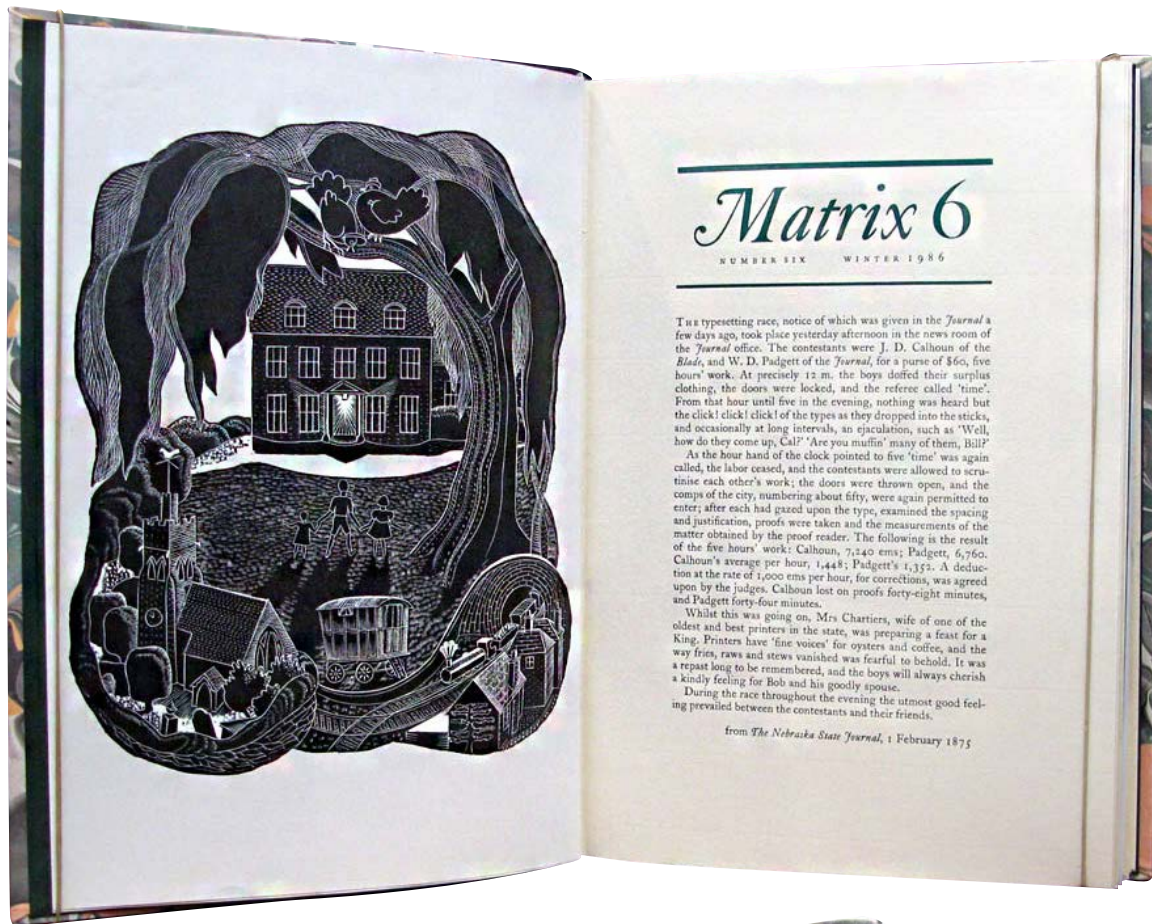 Matrix 6
NUMBER SIX WINTER 1986
THE typesetting race, notice of which was given in the Journal a
few days ago, took place yesterday afternoon in the news room of
the Journal office. The contestants were J. D. Calhoun of the
Blade, and W. D. Padgett of the Journal, for a purse of $60, five
hours' work. At precisely 12 m. the boys doffed their surplus
clothing, the doors were locked, and the referee called 'time'.
From that hour until five in the evening, nothing was heard but
the click! click! click! of the types as they dropped into the sticks,
and occasionally at long intervals, an ejaculation, such as 'Well,
how do they come up, Cal?' 'Are you muffin' many of them, Bill?'
As the hour hand of the clock pointed to five 'time' was again
called, the labor ceased, and the contestants were allowed to scru-
tinise each other's work; the doors were thrown open, and the
comps of the city, numbering about fifty, were again permitted to
enter; after each had gazed upon the type, examined the spacing
and justification, proofs were taken and the measurements of the
matter obtained by the proof reader. The following is the result
of the five hours' work: Calhoun, 7,240 ems; Padgett, 6,760.
Calhoun's average per hour, 1,448; Padgett's 1,352. A deduc-
tion at the rate of 1,000 ems per hour, for corrections, was agreed
upon by the judges. Calhoun lost on proofs forty-eight minutes,
and Padgett forty-four minutes.
Whilst this was going on, Mrs Chartiers, wife of one of the
oldest and best printers in the state, was preparing a feast for a
King. Printers have 'fine voices' for oysters and coffee, and the
way fries, raws and stews vanished was fearful to behold. It was
a repast long to be remembered, and the boys will always cherish
a kindly feeling for Bob and his goodly spouse.
During the race throughout the evening the utmost good feel-
ing prevailed between the contestants and their friends.
from The Nebraska State Journal, 1 February 1875